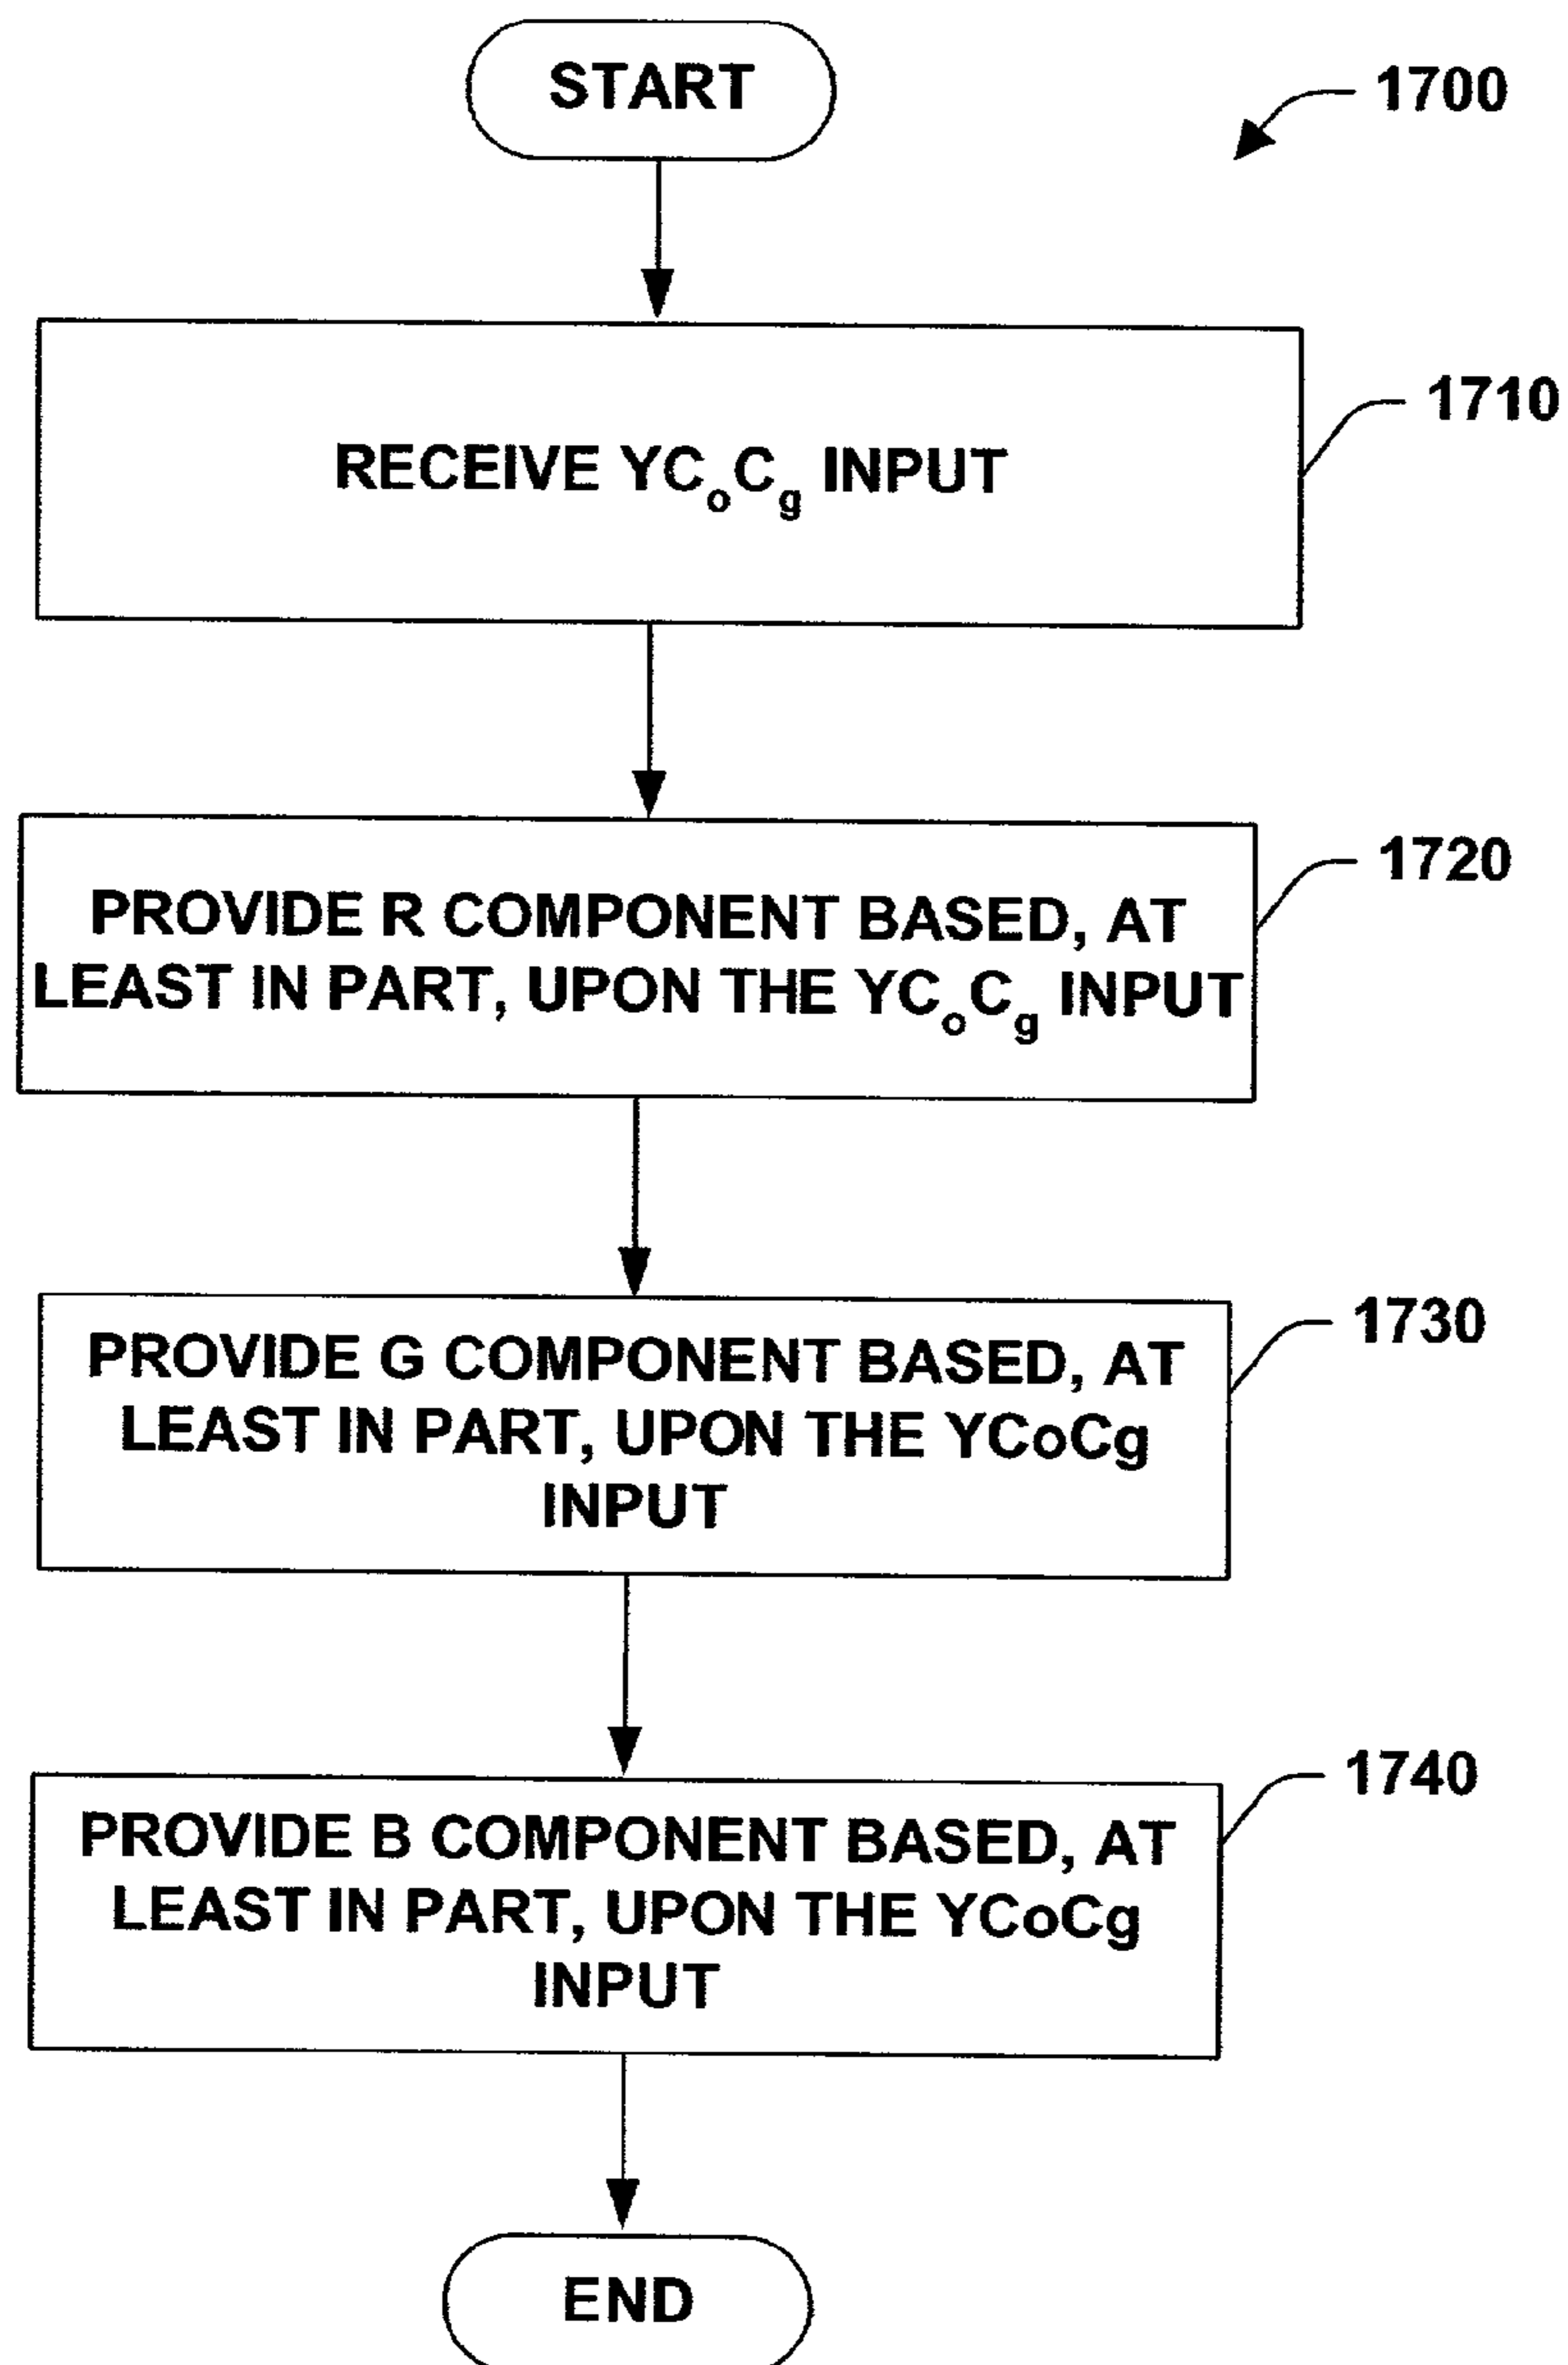 START
1700
1710
RECEIVE YCoCg INPUT
1720
PROVIDE R COMPONENT BASED, AT
LEAST IN PART, UPON THE YCoCg INPUT
1730
PROVIDE G COMPONENT BASED, AT
LEAST IN PART, UPON THE YCoCg
INPUT
1740
PROVIDE B COMPONENT BASED, AT
LEAST IN PART, UPON THE YCoCg
INPUT
END